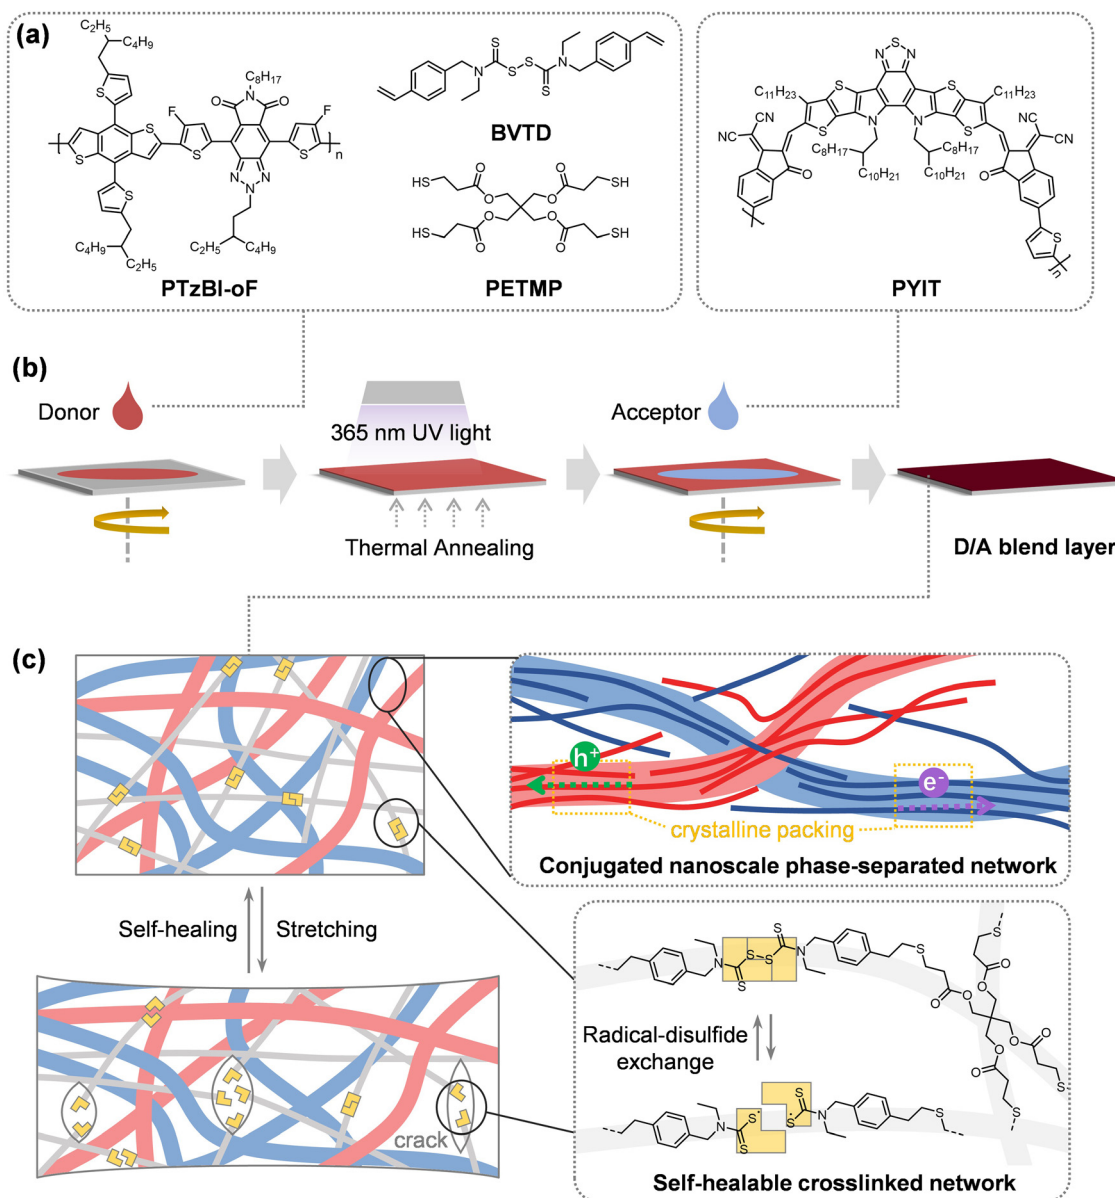 (a)
C2H5
C4H9
C8H17
N
O
O
F
F
S
S
S
S
S
S
N
N
N
n
C4H9
C2H5
C2H5
C4H9
PTzBI-oF
S
N
S
S
N
S
BVTD
HS
O
O
SH
O
O
HS
O
O
SH
O
O
PETMP
S
N
N
C11H23
C11H23
S
S
S
S
N
N
NC
CN
CN
NC
C8H17
C8H17
O
O
C10H21
C10H21
S
n
PYIT
(b)
Donor
365 nm UV light
Acceptor
Thermal Annealing
D/A blend layer
(c)
h+
e-
crystalline packing
Conjugated nanoscale phase-separated network
Self-healing
Stretching
crack
N
S
S
S
S
N
S
O
O
O
O
O
O
O
O
S
S
S
Radical-disulfide
exchange
N
S
S
S
S
N
Self-healable crosslinked network